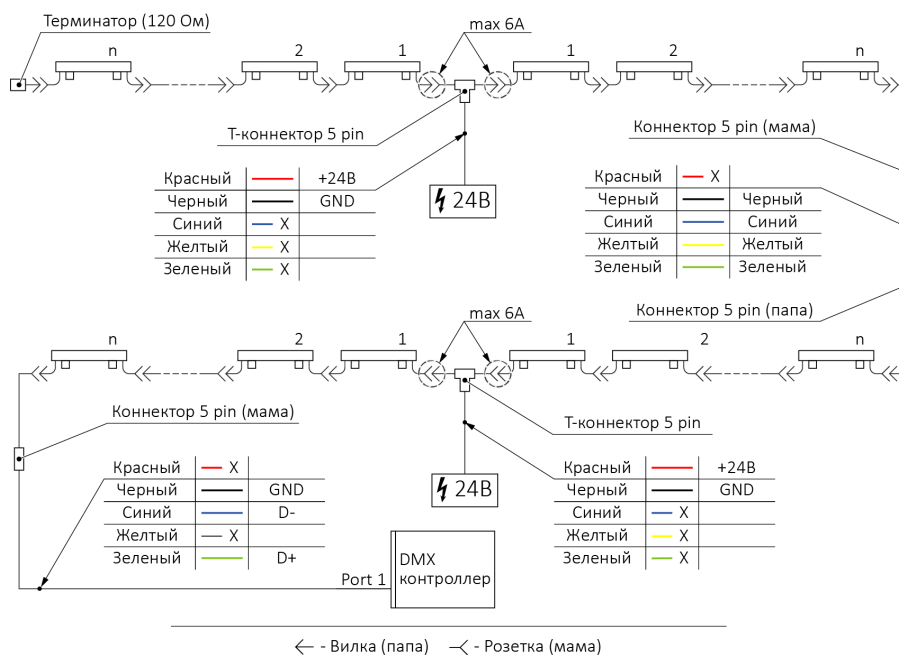 Терминатор (120 Ом)
max 6А
n
2
1
1
2
n
Т-коннектор 5 pin
Коннектор 5 pin (мама)
Красный +24В
Черный GND
Синий X
Желтый X
Зеленый X
24В
Красный X
Черный Черный
Синий Синий
Желтый Желтый
Зеленый Зеленый
Коннектор 5 pin (папа)
max 6А
n
2
1
1
2
n
Коннектор 5 pin (мама)
Т-коннектор 5 pin
Красный X
Черный GND
Синий D-
Желтый X
Зеленый D+
24В
Красный +24В
Черный GND
Синий X
Желтый X
Зеленый X
Port 1
DMX
контроллер
- Вилка (папа) - Розетка (мама)